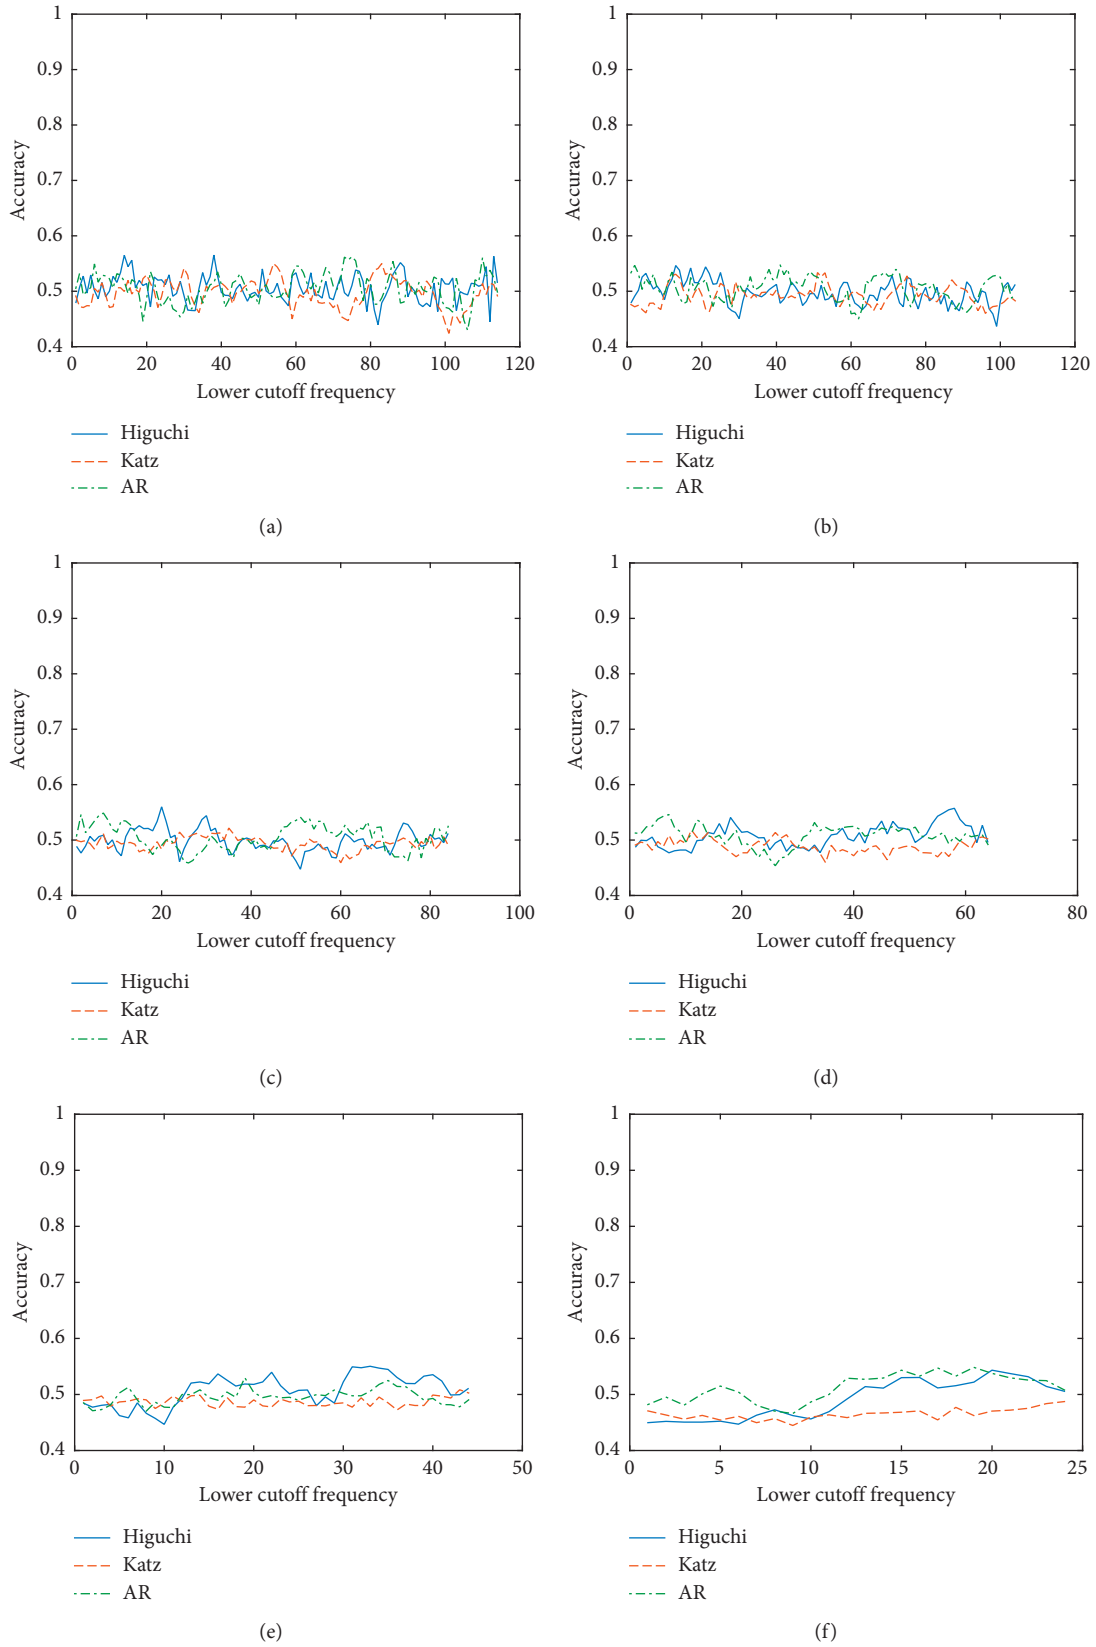 1
0.9
0.8
0.7
0.6
0.5
0.4
Accuracy
0 20 40 60 80 100 120
Lower cutoff frequency
Higuchi
Katz
AR
(a)
1
0.9
0.8
0.7
0.6
0.5
0.4
Accuracy
0 20 40 60 80 100 120
Lower cutoff frequency
Higuchi
Katz
AR
(b)
1
0.9
0.8
0.7
0.6
0.5
0.4
Accuracy
0 20 40 60 80 100
Lower cutoff frequency
Higuchi
Katz
AR
(c)
1
0.9
0.8
0.7
0.6
0.5
0.4
Accuracy
0 20 40 60 80
Lower cutoff frequency
Higuchi
Katz
AR
(d)
1
0.9
0.8
0.7
0.6
0.5
0.4
Accuracy
0 10 20 30 40 50
Lower cutoff frequency
Higuchi
Katz
AR
(e)
1
0.9
0.8
0.7
0.6
0.5
0.4
Accuracy
0 5 10 15 20 25
Lower cutoff frequency
Higuchi
Katz
AR
(f)